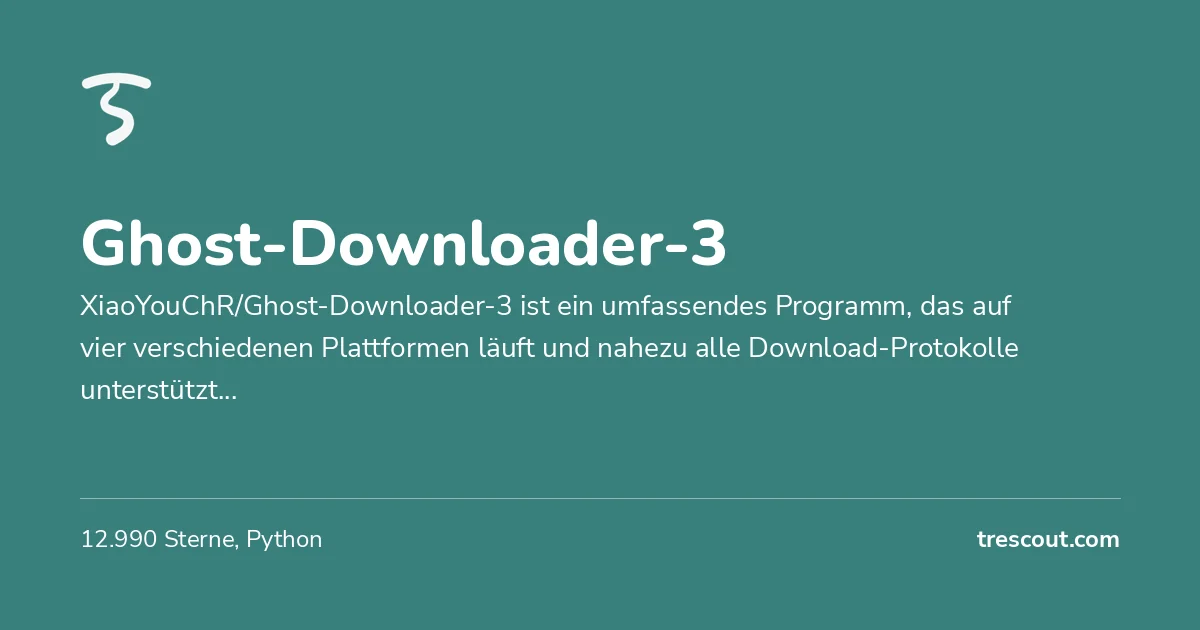 Ghost-Downloader-3
XiaoYouChR/Ghost-Downloader-3 ist ein umfassendes Programm, das auf
vier verschiedenen Plattformen läuft und nahezu alle Download-Protokolle
unterstützt...
12.990 Sterne, Python
trescout.com